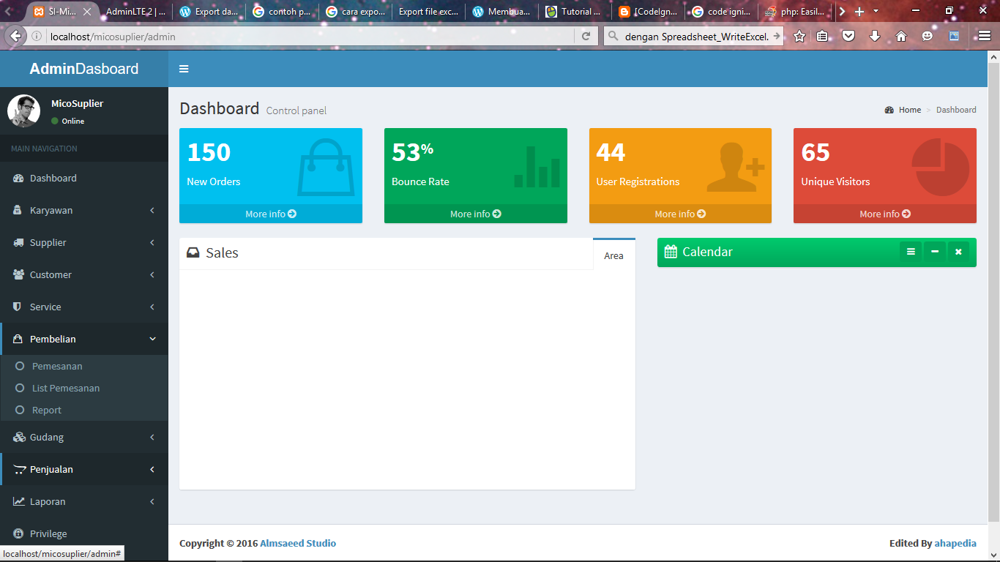 SI-Mi...
AdminLTE 2 | ...
Export da...
contoh p...
cara expo...
Export file exc...
Membua...
Tutorial ...
[CodeIgn...
code igni...
php: Easil...
localhost/micosuplier/admin
dengan Spreadsheet_WriteExcel.
AdminDasboard
MicoSuplier
Online
MAIN NAVIGATION
Dashboard
Karyawan
Supplier
Customer
Service
Pembelian
Pemesanan
List Pemesanan
Report
Gudang
Penjualan
Laporan
Privilege
localhost/micosuplier/admin#
Dashboard Control panel
Home > Dashboard
150
New Orders
More info
53%
Bounce Rate
More info
44
User Registrations
More info
65
Unique Visitors
More info
Sales
Area
Calendar
Copyright © 2016 Almsaeed Studio
Edited By ahapedia